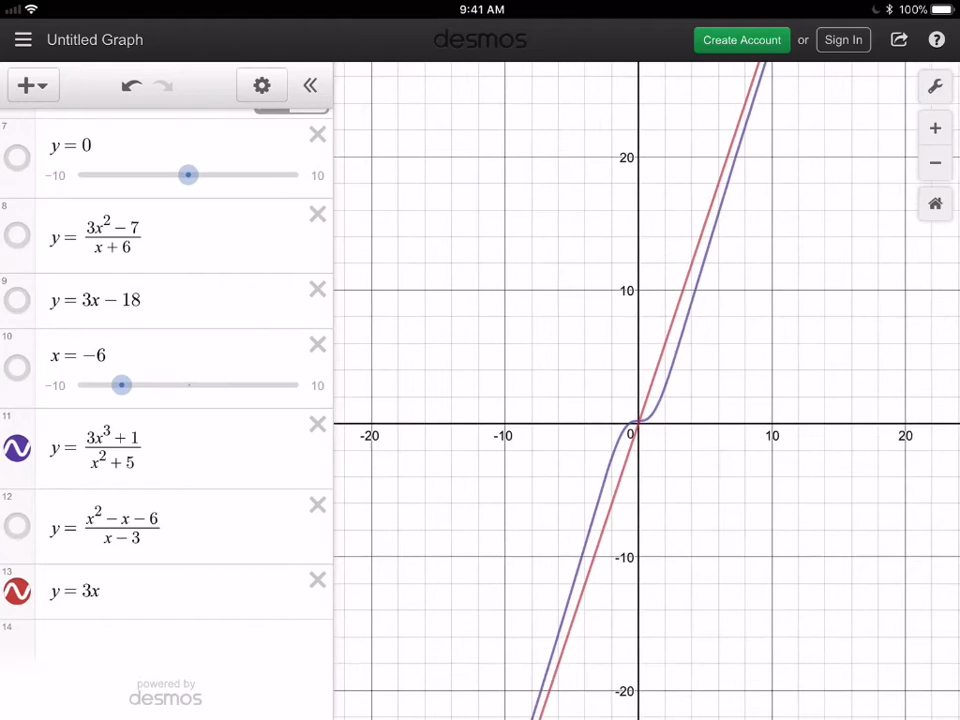 9:41 AM
100%
Untitled Graph
desmos
Create Account or Sign In
7
y = 0
-10 10
8
y = (3x² − 7)/(x + 6)
9
y = 3x − 18
10
x = −6
-10 10
11
y = (3x³ + 1)/(x² + 5)
12
y = (x² − x − 6)/(x − 3)
13
y = 3x
14
powered by
desmos
20
10
-20 -10 0 10 20
-10
-20